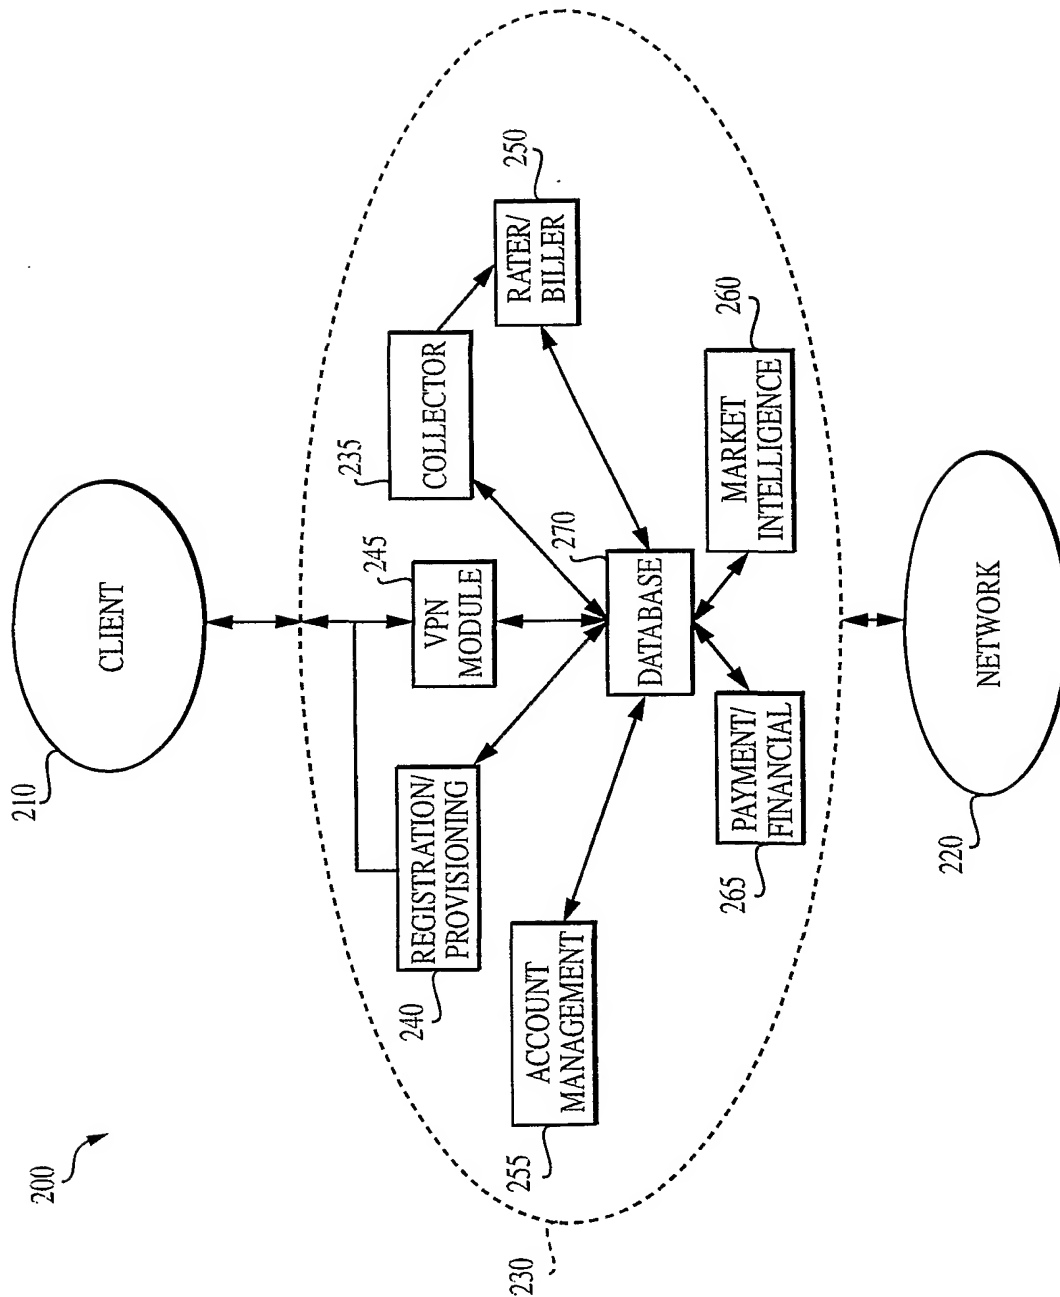 200
210
CLIENT
230
240
REGISTRATION/
PROVISIONING
245
VPN
MODULE
235
COLLECTOR
250
RATER/
BILLER
255
ACCOUNT
MANAGEMENT
270
DATABASE
265
PAYMENT/
FINANCIAL
260
MARKET
INTELLIGENCE
220
NETWORK